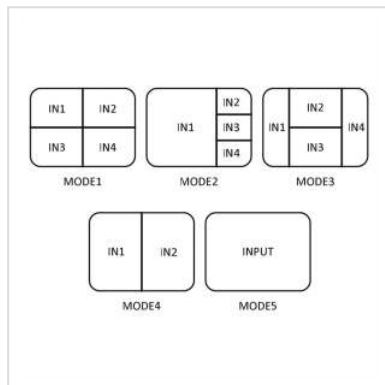 IN1 IN2
IN3 IN4
MODE1
IN1
IN2
IN3
IN4
MODE2
IN1
IN2
IN3
IN4
MODE3
IN1 IN2
MODE4
INPUT
MODE5